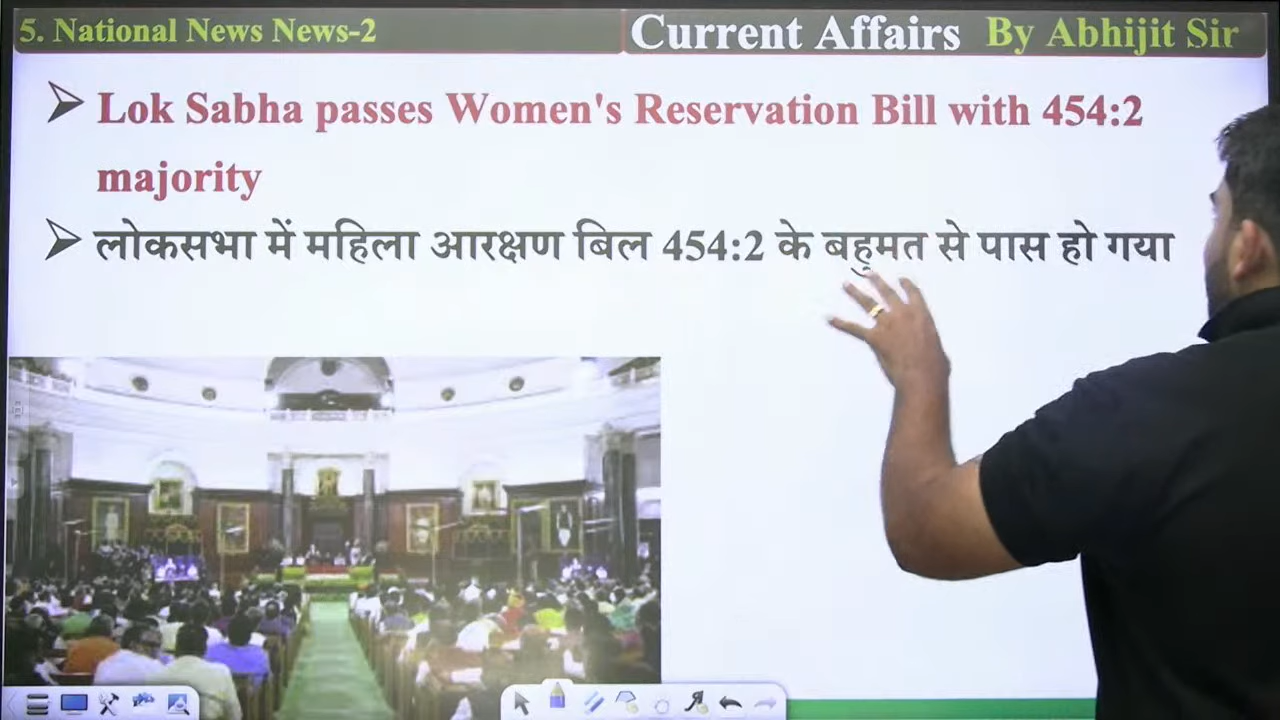 5. National News News-2
Current Affairs By Abhijit Sir
Lok Sabha passes Women's Reservation Bill with 454:2
majority
लोकसभा में महिला आरक्षण बिल 454:2 के बहुमत से पास हो गया